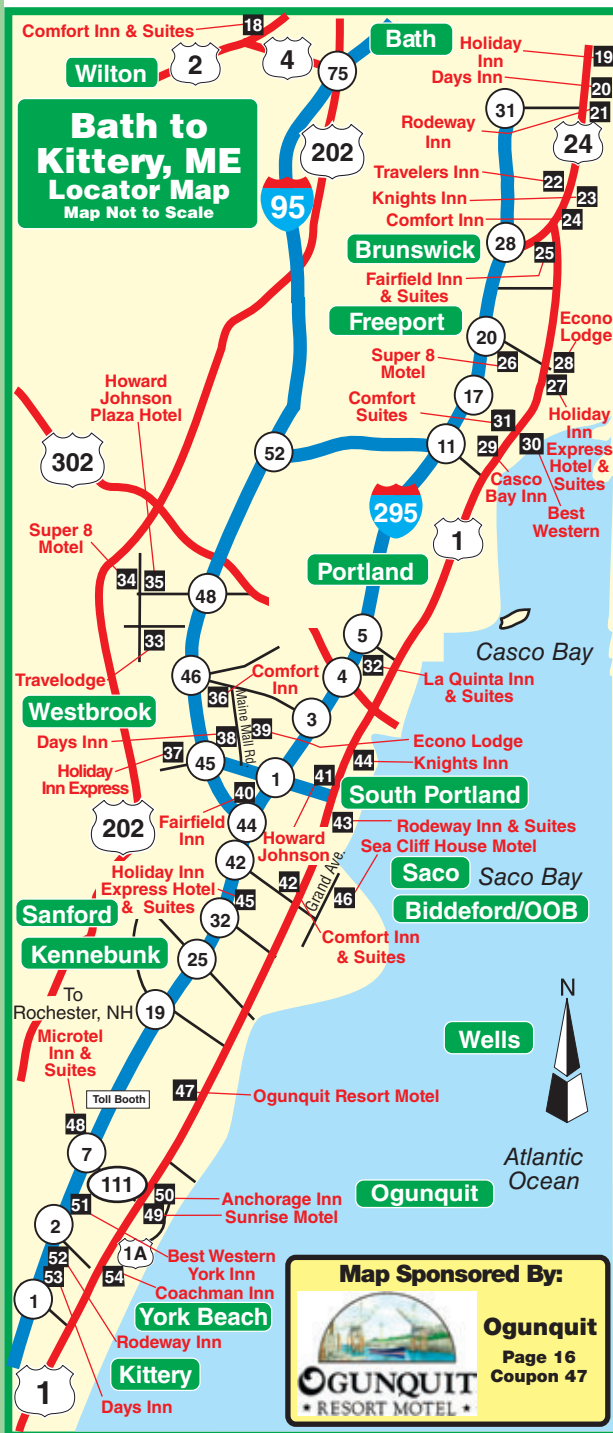 Comfort Inn & Suites
18
Bath
Wilton
2
4
75
Holiday
Inn
19
Days Inn
20
31
21
Rodeway
Inn
24
Bath to
Kittery, ME
Locator Map
Map Not to Scale
202
95
Travelers Inn
22
Knights Inn
23
Comfort Inn
24
Brunswick
28
25
Fairfield Inn
& Suites
Freeport
20
Econo
Lodge
Super 8
Motel
26
28
27
Howard
Johnson
Plaza Hotel
17
Comfort
Suites
31
Holiday
Inn
Express
Hotel &
Suites
302
52
11
29
30
Casco
Bay Inn
Best
Western
295
1
Super 8
Motel
34
35
Portland
48
33
5
Casco Bay
Travelodge
46
4
32
La Quinta Inn
& Suites
36
Comfort
Inn
Westbrook
Maine Mall Rd.
3
Days Inn
38
39
Econo Lodge
37
45
44
Knights Inn
Holiday
Inn Express
1
41
40
South Portland
202
Fairfield
Inn
44
Howard
Johnson
43
Rodeway Inn & Suites
Sea Cliff House Motel
42
Grand Ave.
Holiday Inn
Express Hotel
& Suites
45
42
46
Saco
Saco Bay
Sanford
32
Biddeford/OOB
Comfort Inn
& Suites
Kennebunk
25
To
Rochester, NH
19
N
Microtel
Inn &
Suites
Wells
Toll Booth
47
Ogunquit Resort Motel
48
7
Atlantic
Ocean
111
50
Anchorage Inn
Ogunquit
51
49
Sunrise Motel
2
1A
Best Western
York Inn
52
53
54
Coachman Inn
1
York Beach
Rodeway Inn
Kittery
1
Days Inn
Map Sponsored By:
OGUNQUIT
RESORT MOTEL
Ogunquit
Page 16
Coupon 47